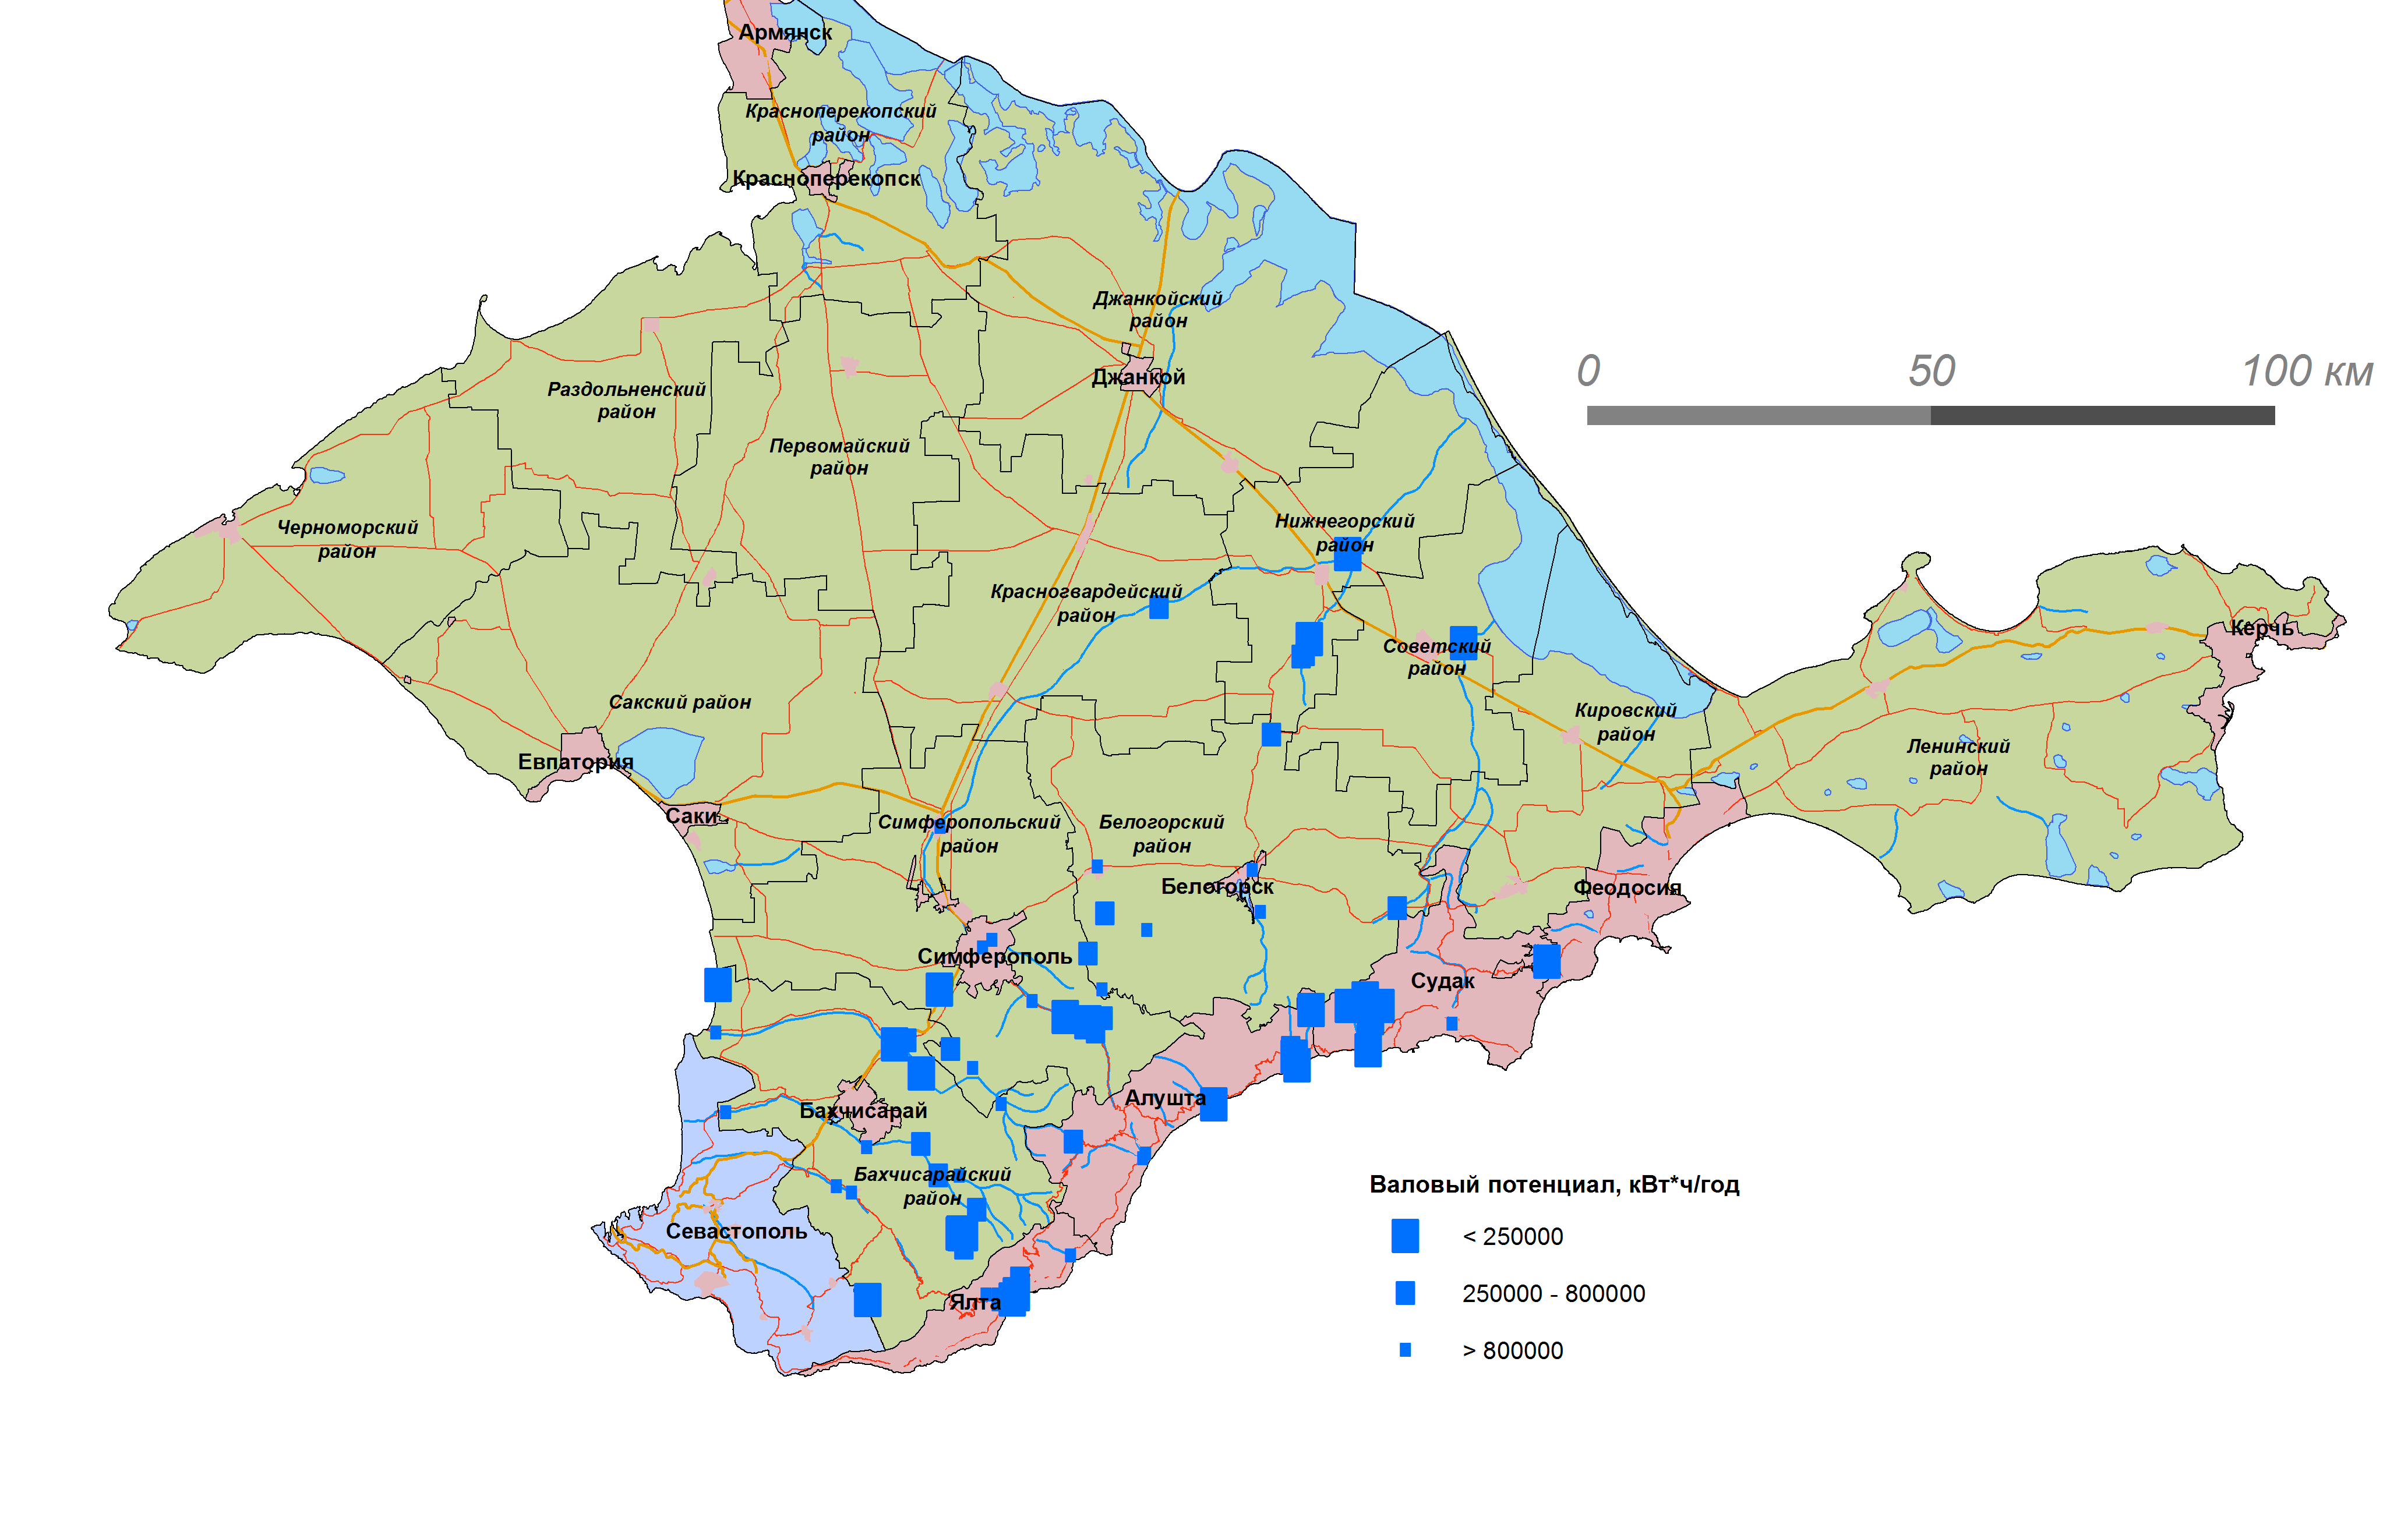 Армянск
Красноперекопский
район
Красноперекопск
Джанкойский
район
0
50
100 км
Джанкой
Раздольненский
район
Первомайский
район
Черноморский
район
Нижнегорский
район
Красногвардейский
район
Советский
район
Керчь
Сакский район
Кировский
район
Ленинский
район
Евпатория
Саки
Симферопольский
район
Белогорский
район
Белогорск
Феодосия
Симферополь
Судак
Алушта
Бахчисарай
Бахчисарайский
район
Севастополь
Ялта
Валовый потенциал, кВт*ч/год
< 250000
250000 - 800000
> 800000